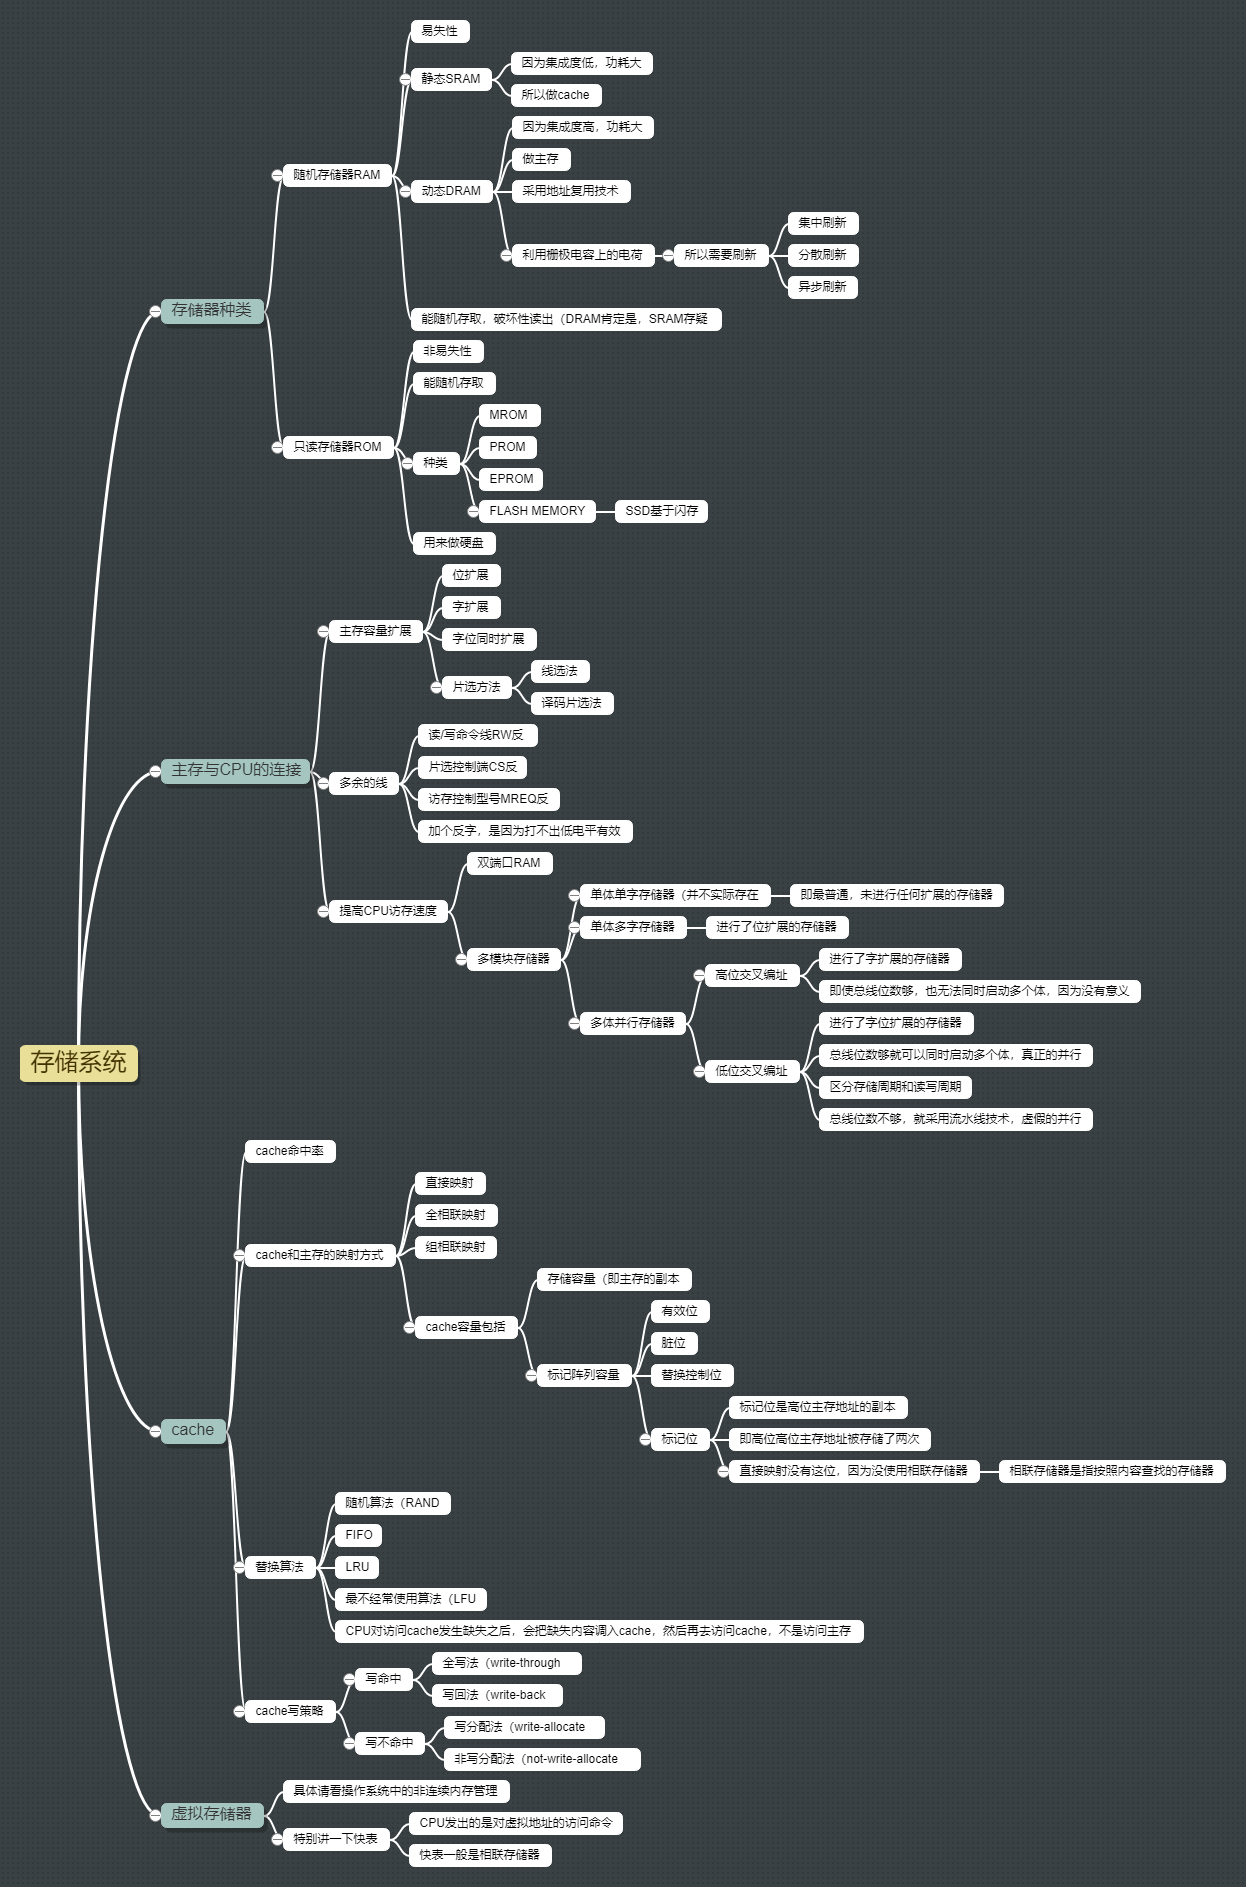 存储系统
存储器种类
随机存储器RAM
易失性
静态SRAM
因为集成度低，功耗大
所以做cache
动态DRAM
因为集成度高，功耗大
做主存
采用地址复用技术
利用栅极电容上的电荷
所以需要刷新
集中刷新
分散刷新
异步刷新
能随机存取，破坏性读出（DRAM肯定是，SRAM存疑
只读存储器ROM
非易失性
能随机存取
种类
MROM
PROM
EPROM
FLASH MEMORY
SSD基于闪存
用来做硬盘
主存与CPU的连接
主存容量扩展
位扩展
字扩展
字位同时扩展
片选方法
线选法
译码片选法
多余的线
读/写命令线RW反
片选控制端CS反
访存控制型号MREQ反
加个反字，是因为打不出低电平有效
提高CPU访存速度
双端口RAM
多模块存储器
单体单字存储器（并不实际存在
即最普通，未进行任何扩展的存储器
单体多字存储器
进行了位扩展的存储器
多体并行存储器
高位交叉编址
进行了字扩展的存储器
即使总线位数够，也无法同时启动多个体，因为没有意义
低位交叉编址
进行了字位扩展的存储器
总线位数够就可以同时启动多个体，真正的并行
区分存储周期和读写周期
总线位数不够，就采用流水线技术，虚假的并行
cache
cache命中率
cache和主存的映射方式
直接映射
全相联映射
组相联映射
cache容量包括
存储容量（即主存的副本
标记阵列容量
有效位
脏位
替换控制位
标记位
标记位是高位主存地址的副本
即高位高位主存地址被存储了两次
直接映射没有这位，因为没使用相联存储器
相联存储器是指按照内容查找的存储器
替换算法
随机算法（RAND
FIFO
LRU
最不经常使用算法（LFU
CPU对访问cache发生缺失之后，会把缺失内容调入cache，然后再去访问cache，不是访问主存
cache写策略
写命中
全写法（write-through
写回法（write-back
写不命中
写分配法（write-allocate
非写分配法（not-write-allocate
虚拟存储器
具体请看操作系统中的非连续内存管理
特别讲一下快表
CPU发出的是对虚拟地址的访问命令
快表一般是相联存储器